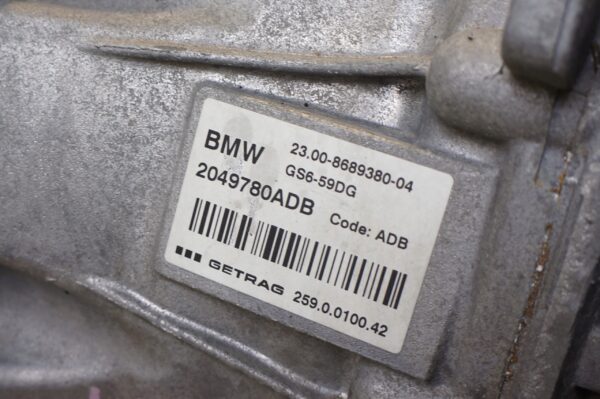 BMW 23.00-8689380-04
GS6-59DG
2049780ADB Code: ADB
GETRAG 259.0.0100.42